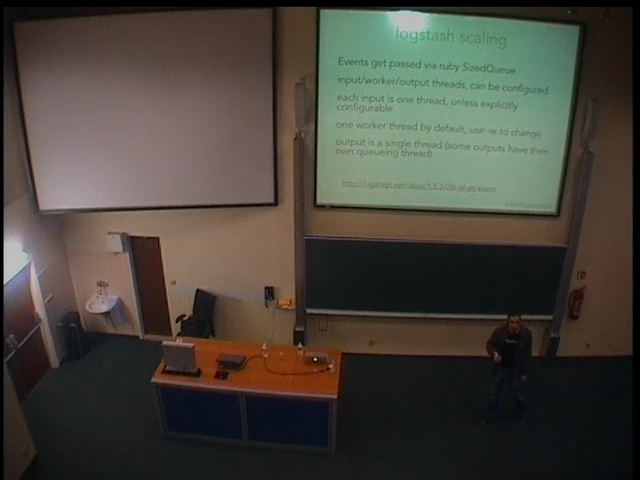 logstash scaling
Events get passed via ruby SizedQueue
input/worker/output threads, can be configured
each input is one thread, unless explicitly
configurable
one worker thread by default, use -w to change
output is a single thread (some outputs have their
own queueing thread)